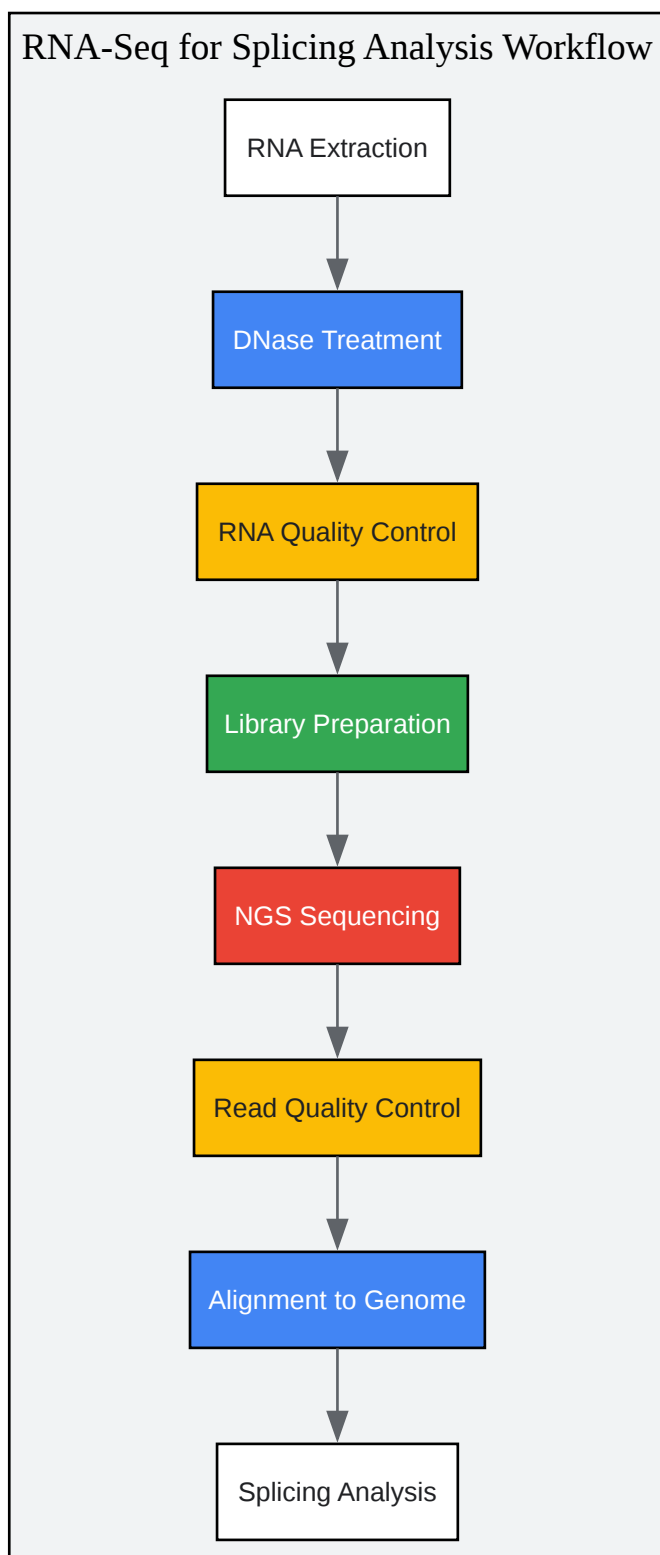 RNA-Seq for Splicing Analysis Workflow
RNA Extraction
DNase Treatment
RNA Quality Control
Library Preparation
NGS Sequencing
Read Quality Control
Alignment to Genome
Splicing Analysis